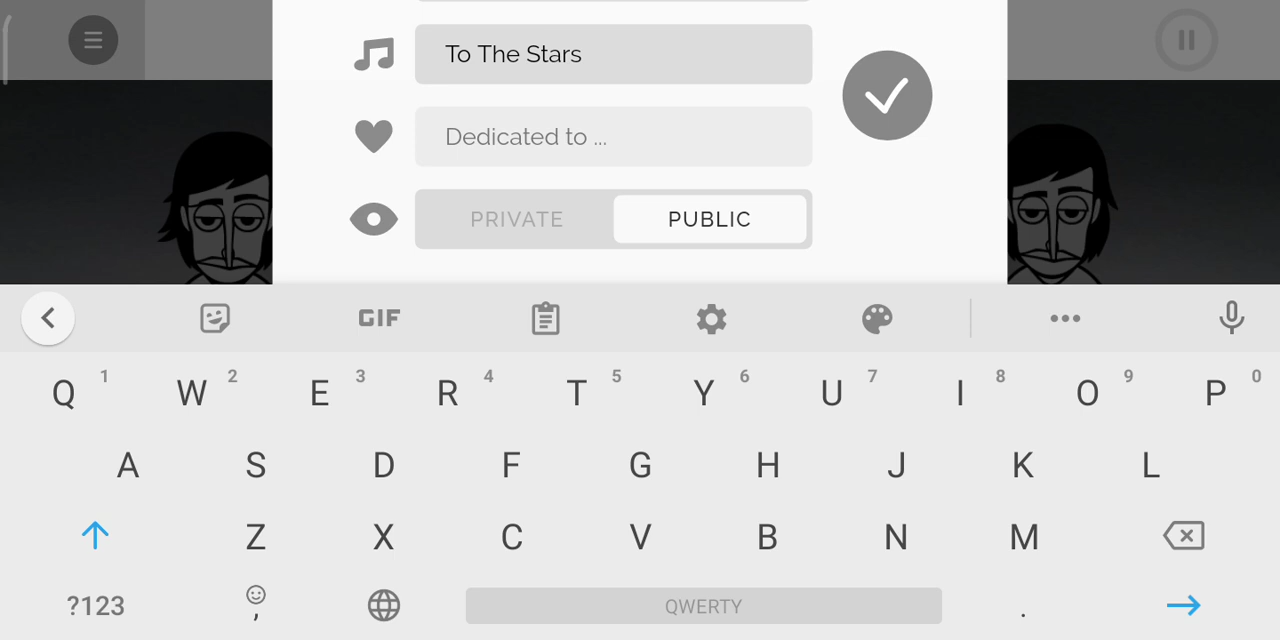 To The Stars
Dedicated to ...
PRIVATE PUBLIC
GIF
Q 1 W 2 E 3 R 4 T 5 Y 6 U 7 I 8 O 9 P 0
A S D F G H J K L
Z X C V B N M
?123 , QWERTY .